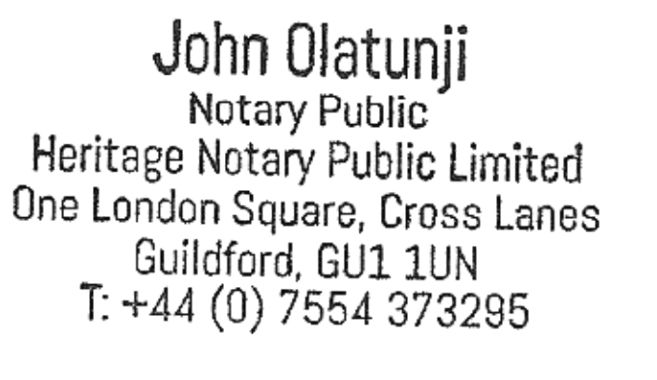 John Olatunji
Notary Public
Heritage Notary Public Limited
One London Square, Cross Lanes
Guildford, GU1 1UN
T: +44 (0) 7554 373295